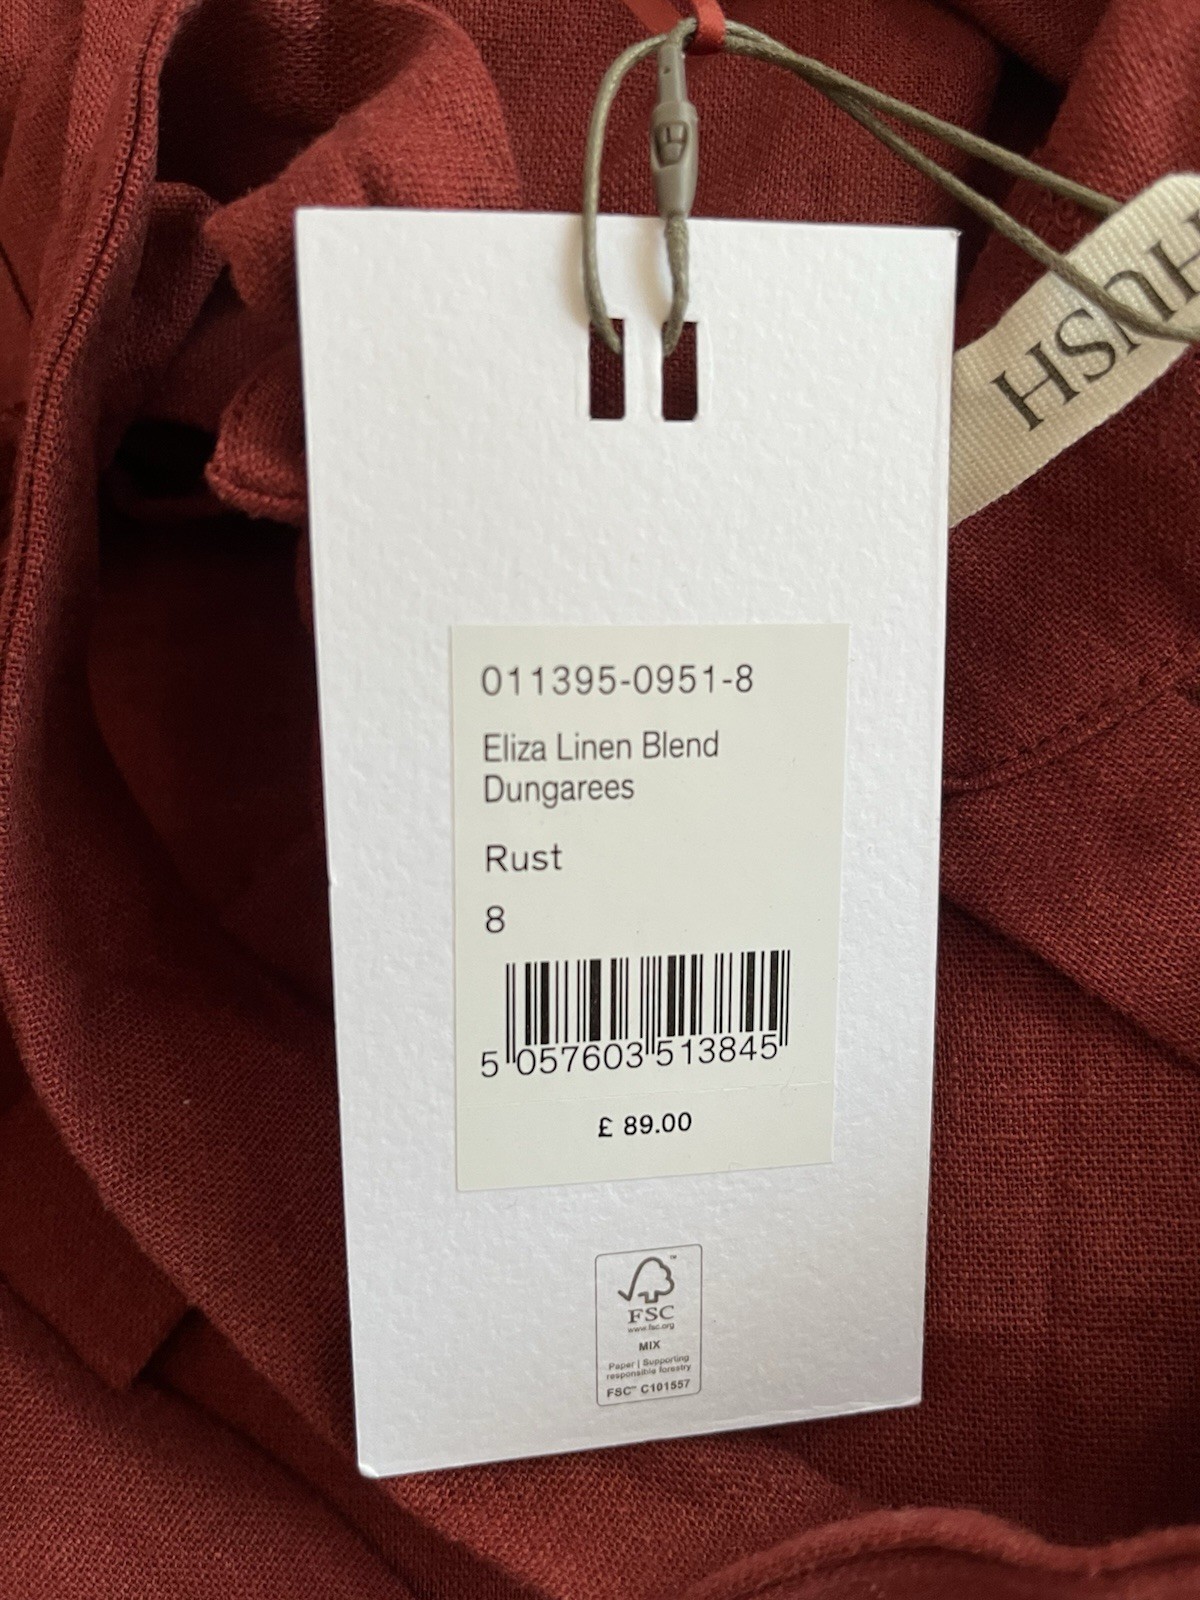 HUSH
011395-0951-8
Eliza Linen Blend
Dungarees
Rust
8
5 057603 513845
£ 89.00
FSC
www.fsc.org
MIX
Paper | Supporting
responsible forestry
FSC™ C101557